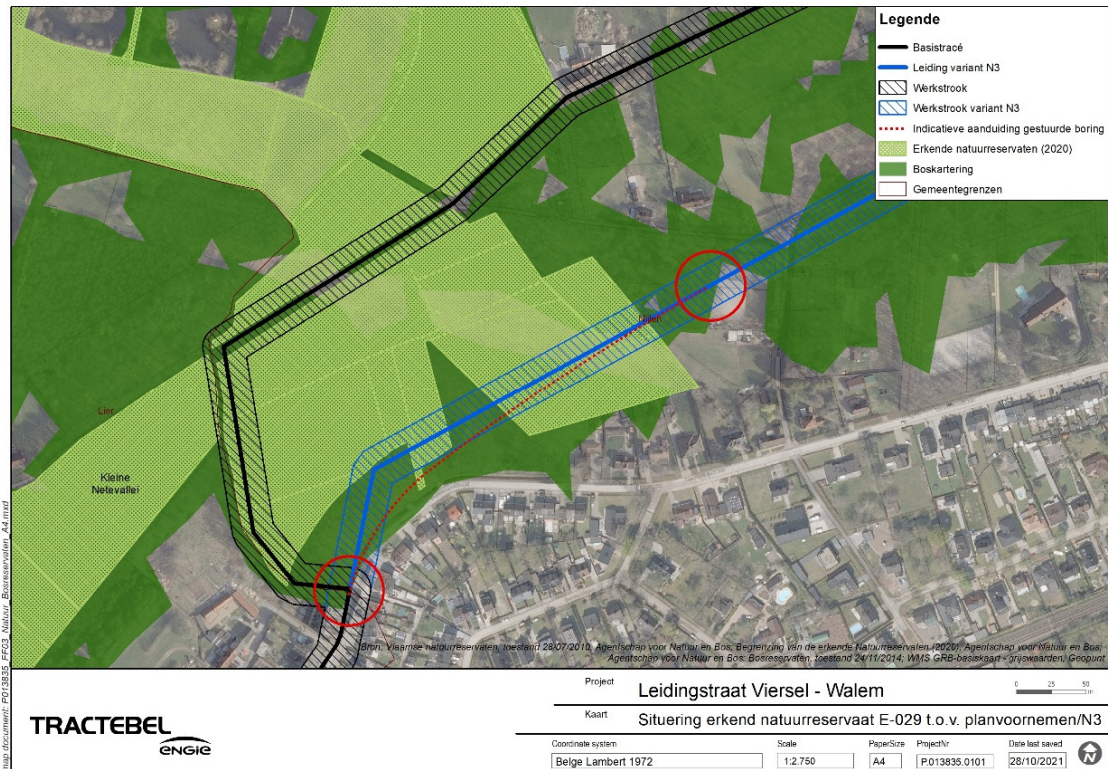 Legende
Basistracé
Leiding variant N3
Werkstrook
Werkstrook variant N3
Indicatieve aanduiding gestuurde boring
Erkende natuurreservaten (2020)
Boskartering
Gemeentegrenzen
Lier
Kleine
Netevallei
Bron: Vlaamse natuurreservaten, toestand 28/07/2010, Agentschap voor Natuur en Bos; Begrenzing van de erkende Natuurreservaten (2020), Agentschap voor Natuur en Bos;
Agentschap voor Natuur en Bos; Bosreservaten, toestand 24/11/2014; WMS GRB-basiskaart - grijswaarden, Geopunt
map document: P013835_FF03_Natuur_Bosreservaten_A4.mxd
TRACTEBEL
ENGIE
Project Leidingstraat Viersel - Walem
0 25 50
m
Kaart Situering erkend natuurreservaat E-029 t.o.v. planvoornemen/N3
Coordinate system Scale PaperSize ProjectNr Date last saved
Belge Lambert 1972 1:2.750 A4 P.013835.0101 28/10/2021